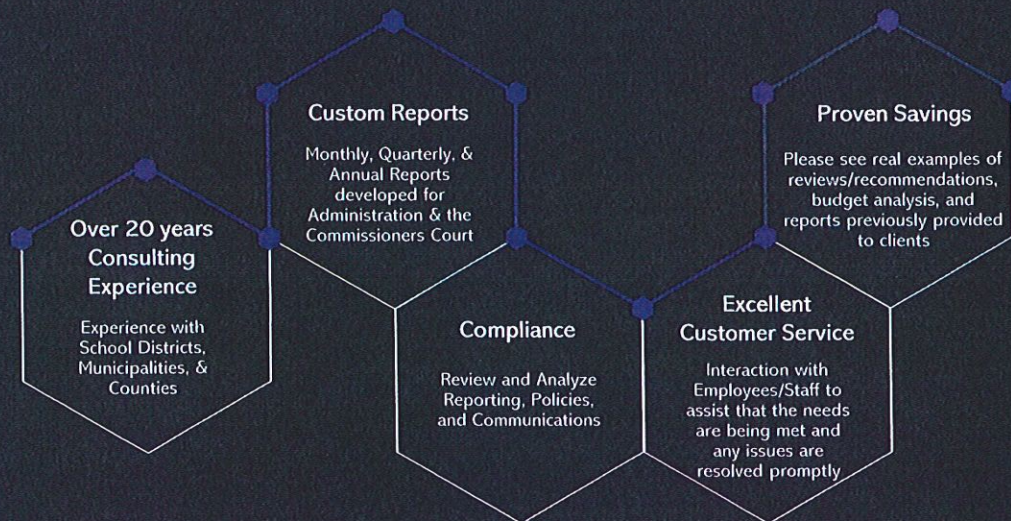 Over 20 years
Consulting
Experience
Experience with
School Districts,
Municipalities, &
Counties
Custom Reports
Monthly, Quarterly, &
Annual Reports
developed for
Administration & the
Commissioners Court
Compliance
Review and Analyze
Reporting, Policies,
and Communications
Excellent
Customer Service
Interaction with
Employees/Staff to
assist that the needs
are being met and
any issues are
resolved promptly
Proven Savings
Please see real examples of
reviews/recommendations,
budget analysis, and
reports previously provided
to clients